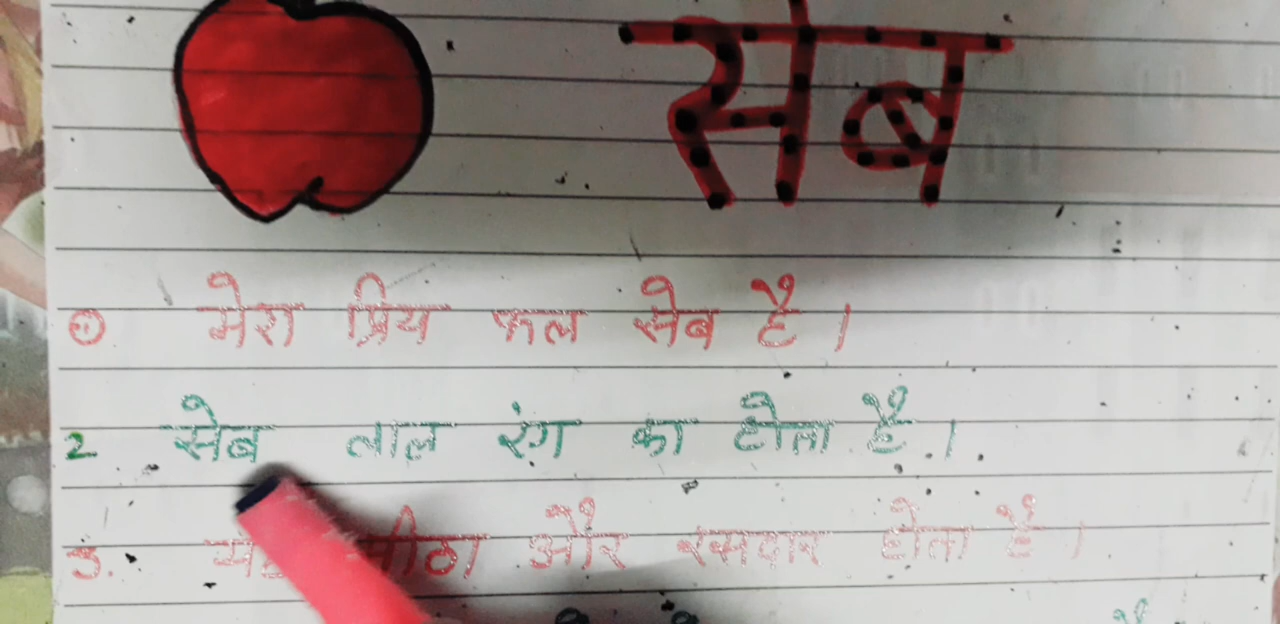 सेब
① मेरा प्रिय फल सेब है।
2 सेब लाल रंग का होता है।
3. मीठा और रसदार होता है।